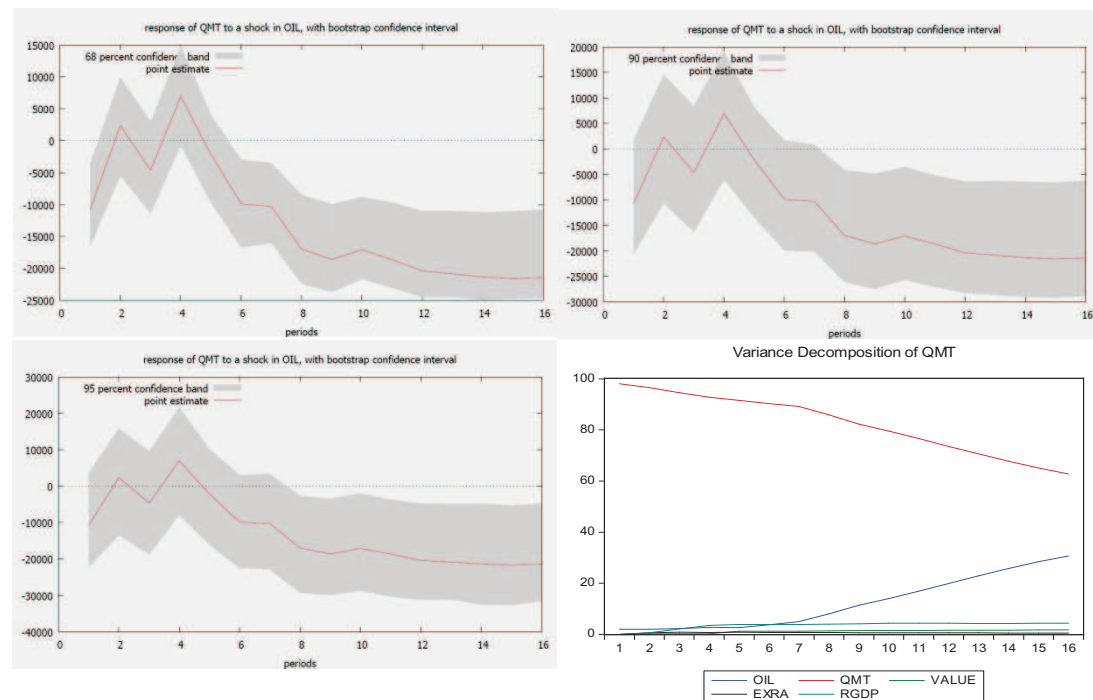 response of QMT to a shock in OIL, with bootstrap confidence interval
68 percent confidence band
point estimate
15000
10000
5000
0
-5000
-10000
-15000
-20000
-25000
0 2 4 6 8 10 12 14 16
periods
response of QMT to a shock in OIL, with bootstrap confidence interval
90 percent confidence band
point estimate
20000
15000
10000
5000
0
-5000
-10000
-15000
-20000
-25000
-30000
0 2 4 6 8 10 12 14 16
periods
response of QMT to a shock in OIL, with bootstrap confidence interval
95 percent confidence band
point estimate
30000
20000
10000
0
-10000
-20000
-30000
-40000
0 2 4 6 8 10 12 14 16
periods
Variance Decomposition of QMT
100
80
60
40
20
0
1 2 3 4 5 6 7 8 9 10 11 12 13 14 15 16
OIL QMT VALUE
EXRA RGDP